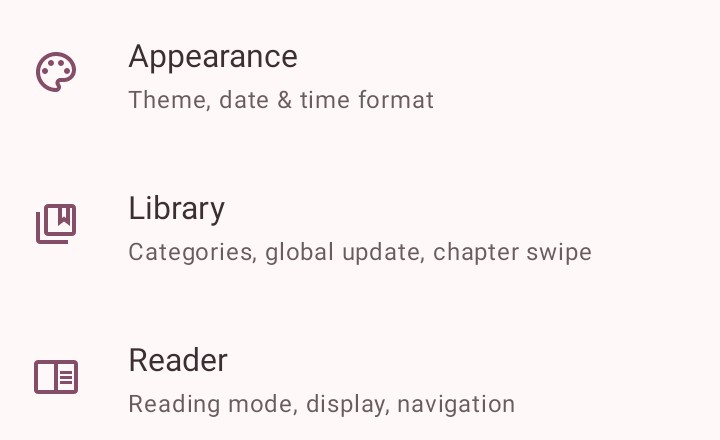 Appearance
Theme, date & time format
Library
Categories, global update, chapter swipe
Reader
Reading mode, display, navigation